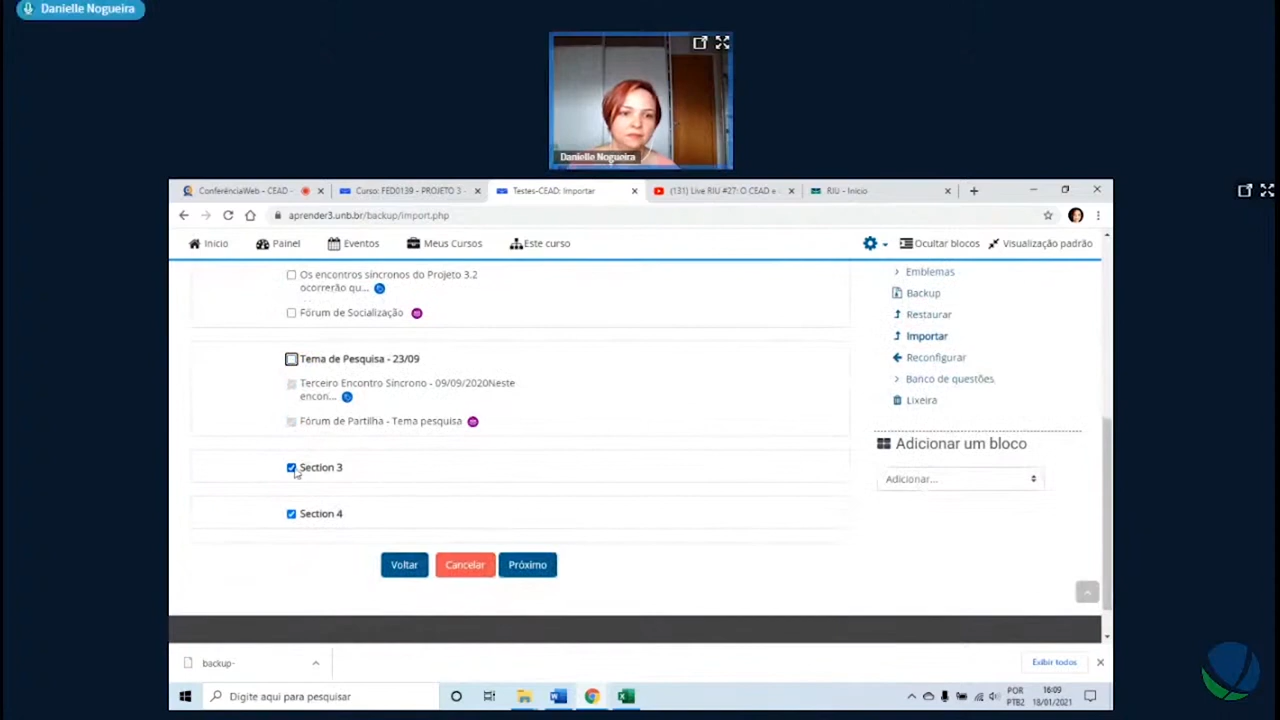 Danielle Nogueira
Danielle Nogueira
ConferênciaWeb - CEAD -
Curso: FED0139 - PROJETO 3 -
Testes-CEAD: Importar
(131) Live RIU #27: O CEAD e
RIU - Início
aprender3.unb.br/backup/import.php
Início
Painel
Eventos
Meus Cursos
Este curso
Ocultar blocos
Visualização padrão
Os encontros síncronos do Projeto 3.2
ocorrerão qu...
Fórum de Socialização
Tema de Pesquisa - 23/09
Terceiro Encontro Síncrono - 09/09/2020Neste
encon...
Fórum de Partilha - Tema pesquisa
Section 3
Section 4
Voltar
Cancelar
Próximo
Emblemas
Backup
Restaurar
Importar
Reconfigurar
Banco de questões
Lixeira
Adicionar um bloco
Adicionar...
backup-
Exibir todos
Digite aqui para pesquisar
POR
PTB2
16:09
18/01/2021